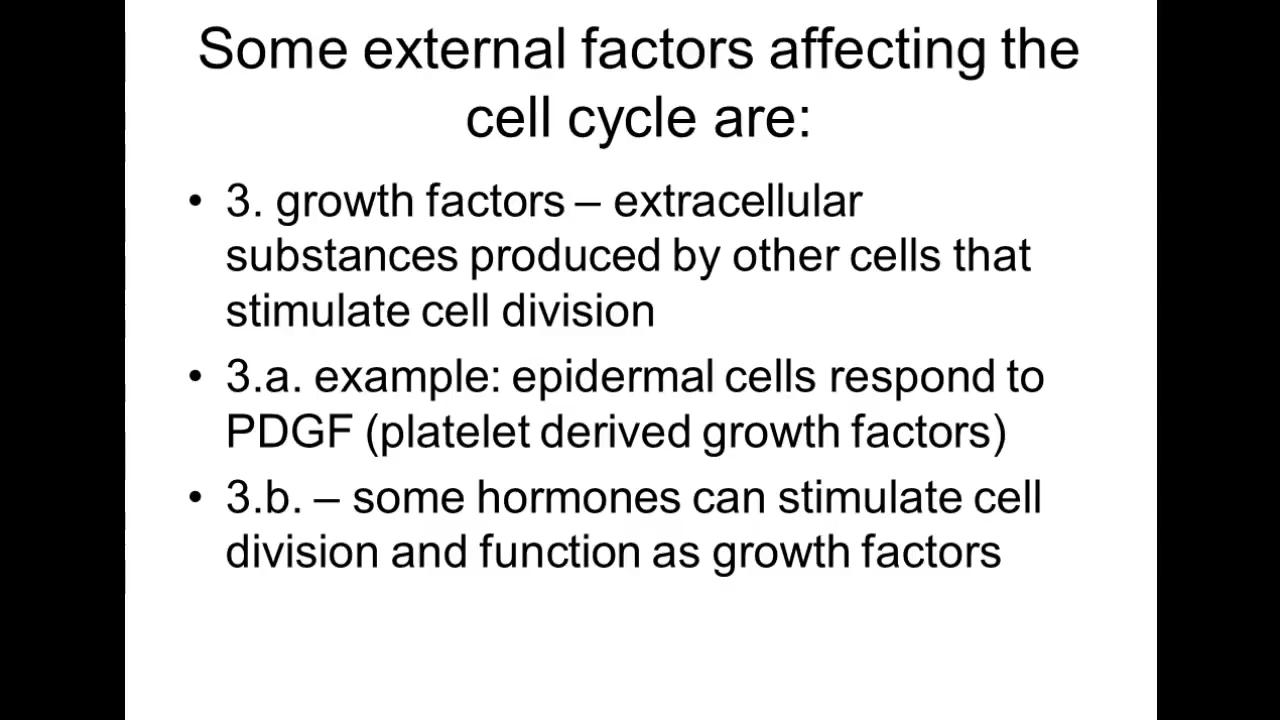 Some external factors affecting the
cell cycle are:
• 3. growth factors – extracellular
substances produced by other cells that
stimulate cell division
• 3.a. example: epidermal cells respond to
PDGF (platelet derived growth factors)
• 3.b. – some hormones can stimulate cell
division and function as growth factors